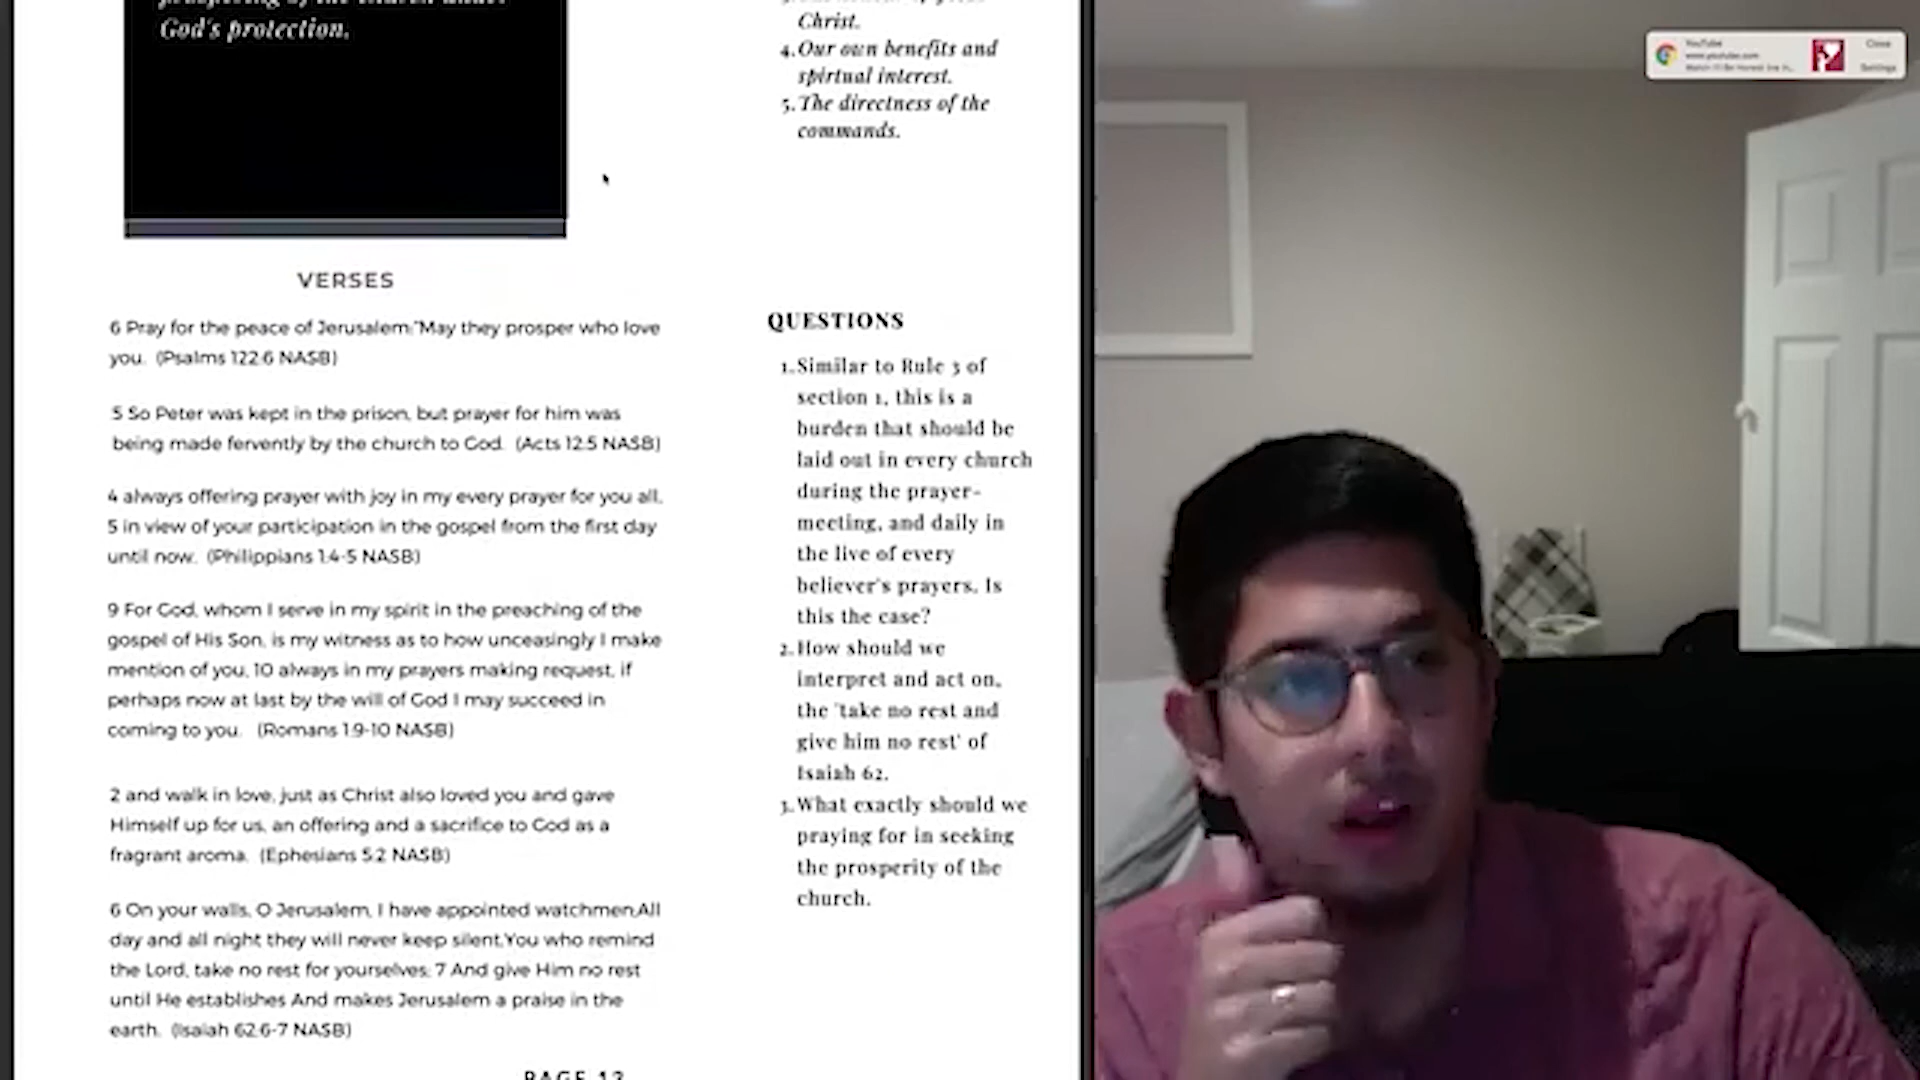 God's protection.
VERSES
6 Pray for the peace of Jerusalem:"May they prosper who love
you. (Psalms 122:6 NASB)
5 So Peter was kept in the prison, but prayer for him was
being made fervently by the church to God. (Acts 12:5 NASB)
4 always offering prayer with joy in my every prayer for you all,
5 in view of your participation in the gospel from the first day
until now. (Philippians 1:4-5 NASB)
9 For God, whom I serve in my spirit in the preaching of the
gospel of His Son, is my witness as to how unceasingly I make
mention of you, 10 always in my prayers making request, if
perhaps now at last by the will of God I may succeed in
coming to you. (Romans 1:9-10 NASB)
2 and walk in love, just as Christ also loved you and gave
Himself up for us, an offering and a sacrifice to God as a
fragrant aroma. (Ephesians 5:2 NASB)
6 On your walls, O Jerusalem, I have appointed watchmen;All
day and all night they will never keep silent.You who remind
the Lord, take no rest for yourselves; 7 And give Him no rest
until He establishes And makes Jerusalem a praise in the
earth. (Isaiah 62:6-7 NASB)
PAGE 12
Christ.
4. Our own benefits and
spirtual interest.
5. The directness of the
commands.
QUESTIONS
1. Similar to Rule 3 of
section 1, this is a
burden that should be
laid out in every church
during the prayer-
meeting, and daily in
the live of every
believer's prayers. Is
this the case?
2. How should we
interpret and act on,
the 'take no rest and
give him no rest' of
Isaiah 62.
3. What exactly should we
praying for in seeking
the prosperity of the
church.
YouTube
www.youtube.com
Close
Settings